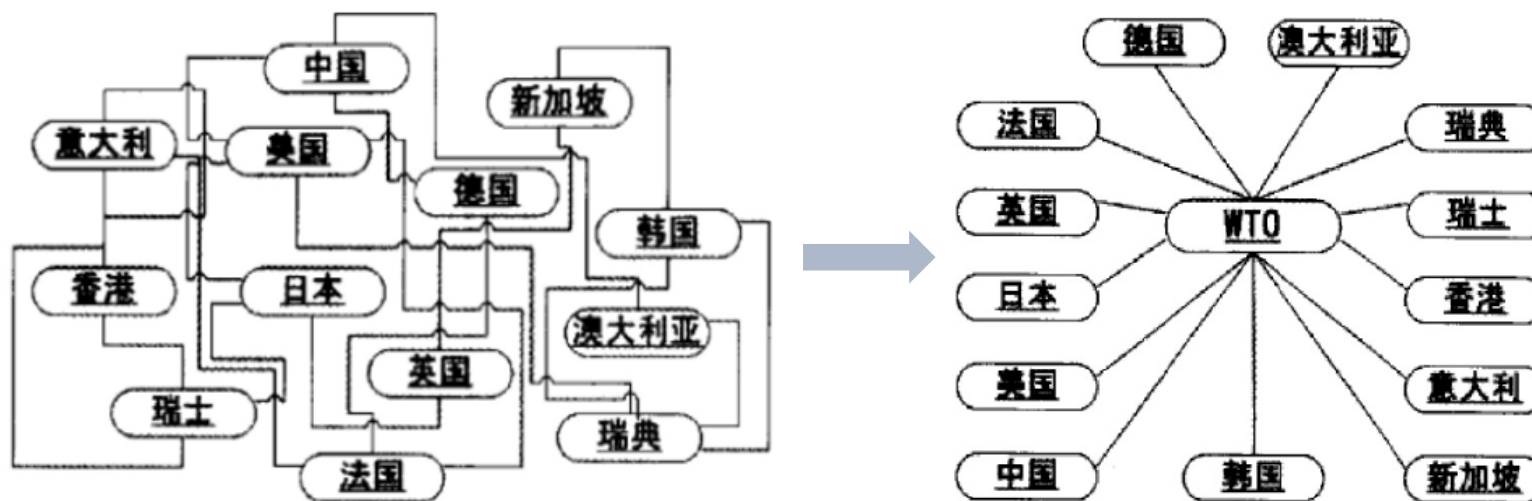 中国
新加坡
意大利
美国
德国
韩国
香港
日本
澳大利亚
英国
瑞士
瑞典
法国
德国
澳大利亚
法国
瑞典
英国
WTO
瑞士
日本
香港
美国
意大利
中国
韩国
新加坡